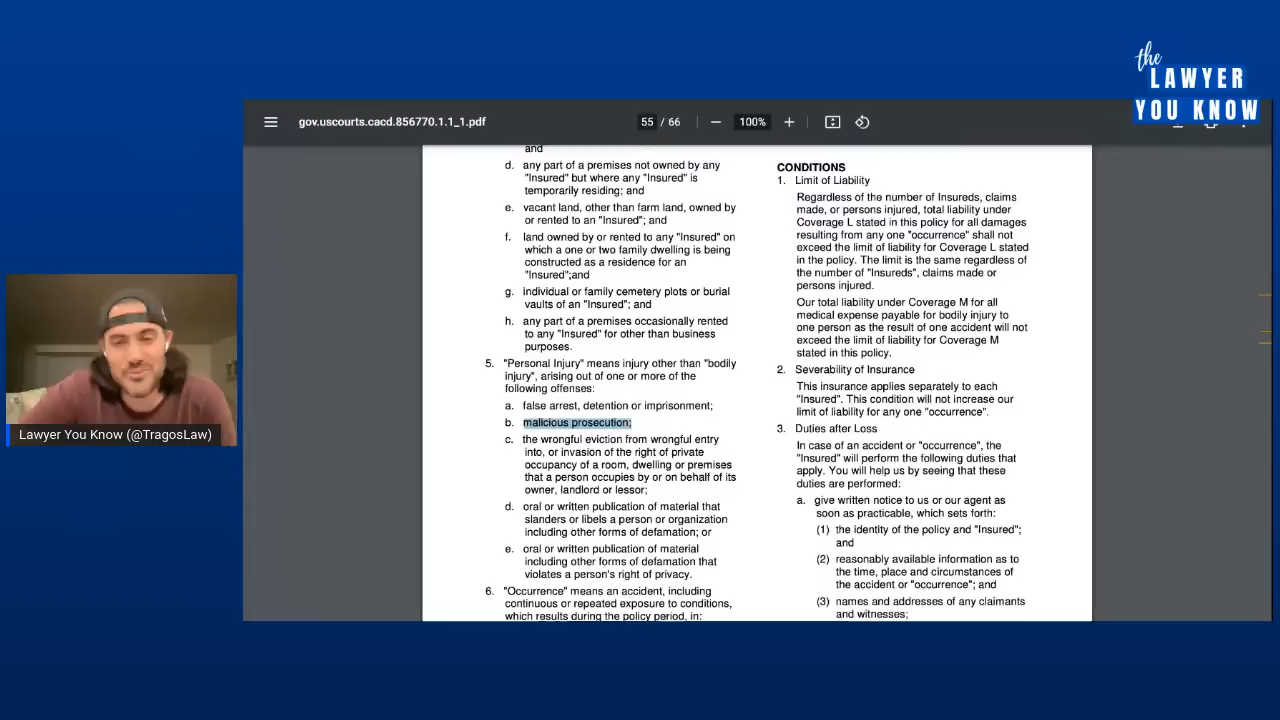 the
LAWYER
YOU KNOW
gov.uscourts.cacd.856770.1.1_1.pdf
55 / 66
100%
and
d. any part of a premises not owned by any
"Insured" but where any "Insured" is
temporarily residing; and
e. vacant land, other than farm land, owned by
or rented to an "Insured"; and
f. land owned by or rented to any "Insured" on
which a one or two family dwelling is being
constructed as a residence for an
"Insured";and
g. individual or family cemetery plots or burial
vaults of an "Insured"; and
h. any part of a premises occasionally rented
to any "Insured" for other than business
purposes.
5. "Personal Injury" means injury other than "bodily
injury", arising out of one or more of the
following offenses:
a. false arrest, detention or imprisonment;
b. malicious prosecution;
c. the wrongful eviction from wrongful entry
into, or invasion of the right of private
occupancy of a room, dwelling or premises
that a person occupies by or on behalf of its
owner, landlord or lessor;
d. oral or written publication of material that
slanders or libels a person or organization
including other forms of defamation; or
e. oral or written publication of material
including other forms of defamation that
violates a person's right of privacy.
6. "Occurrence" means an accident, including
continuous or repeated exposure to conditions,
which results during the policy period, in:
CONDITIONS
1. Limit of Liability
Regardless of the number of Insureds, claims
made, or persons injured, total liability under
Coverage L stated in this policy for all damages
resulting from any one "occurrence" shall not
exceed the limit of liability for Coverage L stated
in the policy. The limit is the same regardless of
the number of "Insureds", claims made or
persons injured.
Our total liability under Coverage M for all
medical expense payable for bodily injury to
one person as the result of one accident will not
exceed the limit of liability for Coverage M
stated in this policy.
2. Severability of Insurance
This insurance applies separately to each
"Insured". This condition will not increase our
limit of liability for any one "occurrence".
3. Duties after Loss
In case of an accident or "occurrence", the
"Insured" will perform the following duties that
apply. You will help us by seeing that these
duties are performed:
a. give written notice to us or our agent as
soon as practicable, which sets forth:
(1) the identity of the policy and "Insured";
and
(2) reasonably available information as to
the time, place and circumstances of
the accident or "occurrence"; and
(3) names and addresses of any claimants
and witnesses;
Lawyer You Know (@TragosLaw)